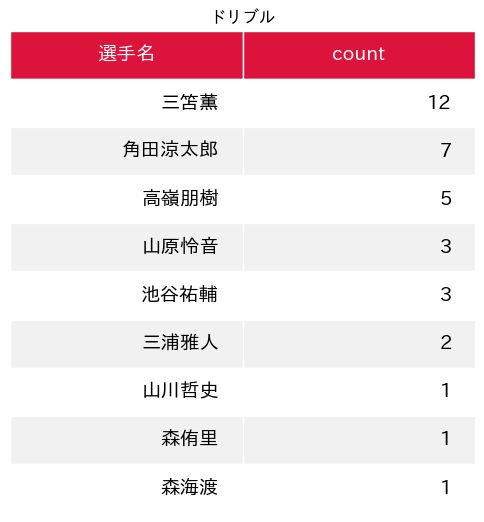 ドリブル
選手名 count
三笘薫 12
角田涼太郎 7
高嶺朋樹 5
山原怜音 3
池谷祐輔 3
三浦雅人 2
山川哲史 1
森侑里 1
森海渡 1